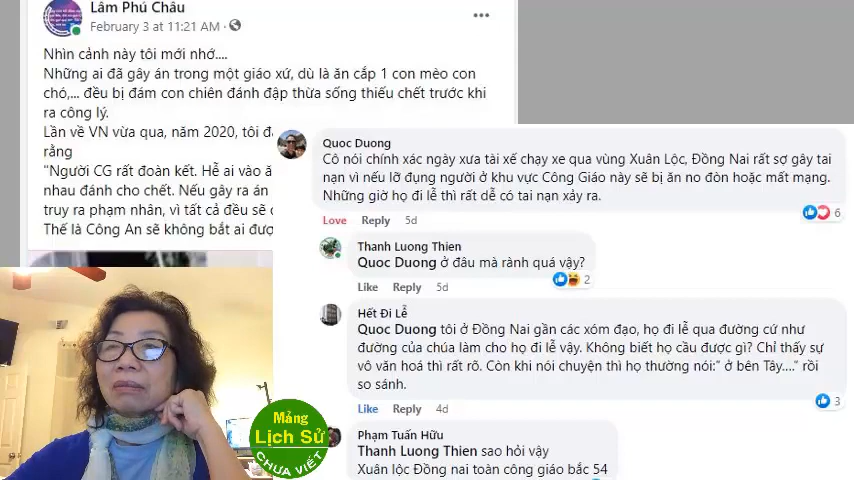 Lâm Phú Châu
February 3 at 11:21 AM ·
Nhìn cảnh này tôi mới nhớ....
Những ai đã gây án trong một giáo xứ, dù là ăn cắp 1 con mèo con
chó,... đều bị đám con chiên đánh đập thừa sống thiếu chết trước khi
ra công lý.
Lần về VN vừa qua, năm 2020, tôi
rằng
"Người CG rất đoàn kết. Hễ ai vào
nhau đánh cho chết. Nếu gây ra án
truy ra phạm nhân, vì tất cả đều sẽ
Thế là Công An sẽ không bắt ai
Quoc Duong
Cô nói chính xác ngày xưa tài xế chạy xe qua vùng Xuân Lộc, Đồng Nai rất sợ gây tai
nạn vì nếu lỡ đụng người ở khu vực Công Giáo này sẽ bị ăn no đòn hoặc mất mạng.
Những giờ họ đi lễ thì rất dễ có tai nạn xảy ra.
Love Reply 5d
6
Thanh Luong Thien
Quoc Duong ở đâu mà rành quá vậy?
2
Like Reply 5d
Hết Đi Lễ
Quoc Duong tôi ở Đồng Nai gần các xóm đạo, họ đi lễ qua đường cứ như
đường của chúa làm cho họ đi lễ vậy. Không biết họ cầu được gì? Chỉ thấy sự
vô văn hoá thì rất rõ. Còn khi nói chuyện thì họ thường nói:" ở bên Tây...." rồi
so sánh.
3
Like Reply 4d
Phạm Tuấn Hữu
Thanh Luong Thien sao hỏi vậy
Xuân lộc Đồng nai toàn công giáo bắc 54
Mảng
Lịch Sử
CHƯA VIẾT